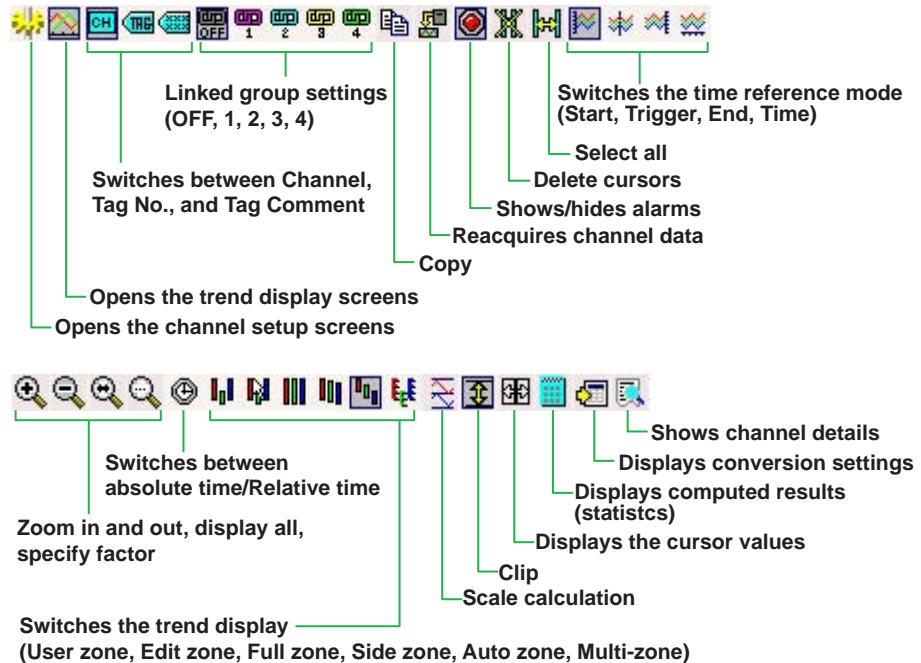 CH TAG
OFF 1 2 3 4
Linked group settings
(OFF, 1, 2, 3, 4)
Switches the time reference mode
(Start, Trigger, End, Time)
Select all
Switches between Channel,
Tag No., and Tag Comment
Delete cursors
Shows/hides alarms
Reacquires channel data
Copy
Opens the trend display screens
Opens the channel setup screens
Shows channel details
Switches between
absolute time/Relative time
Displays conversion settings
Displays computed results
(statistcs)
Zoom in and out, display all,
specify factor
Displays the cursor values
Clip
Scale calculation
Switches the trend display
(User zone, Edit zone, Full zone, Side zone, Auto zone, Multi-zone)